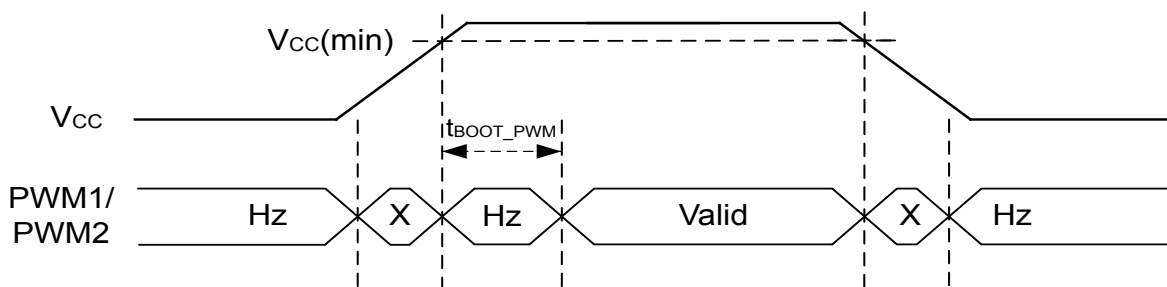 Vcc(min)
Vcc
tBOOT_PWM
PWM1/
PWM2
Hz
X
Hz
Valid
X
Hz